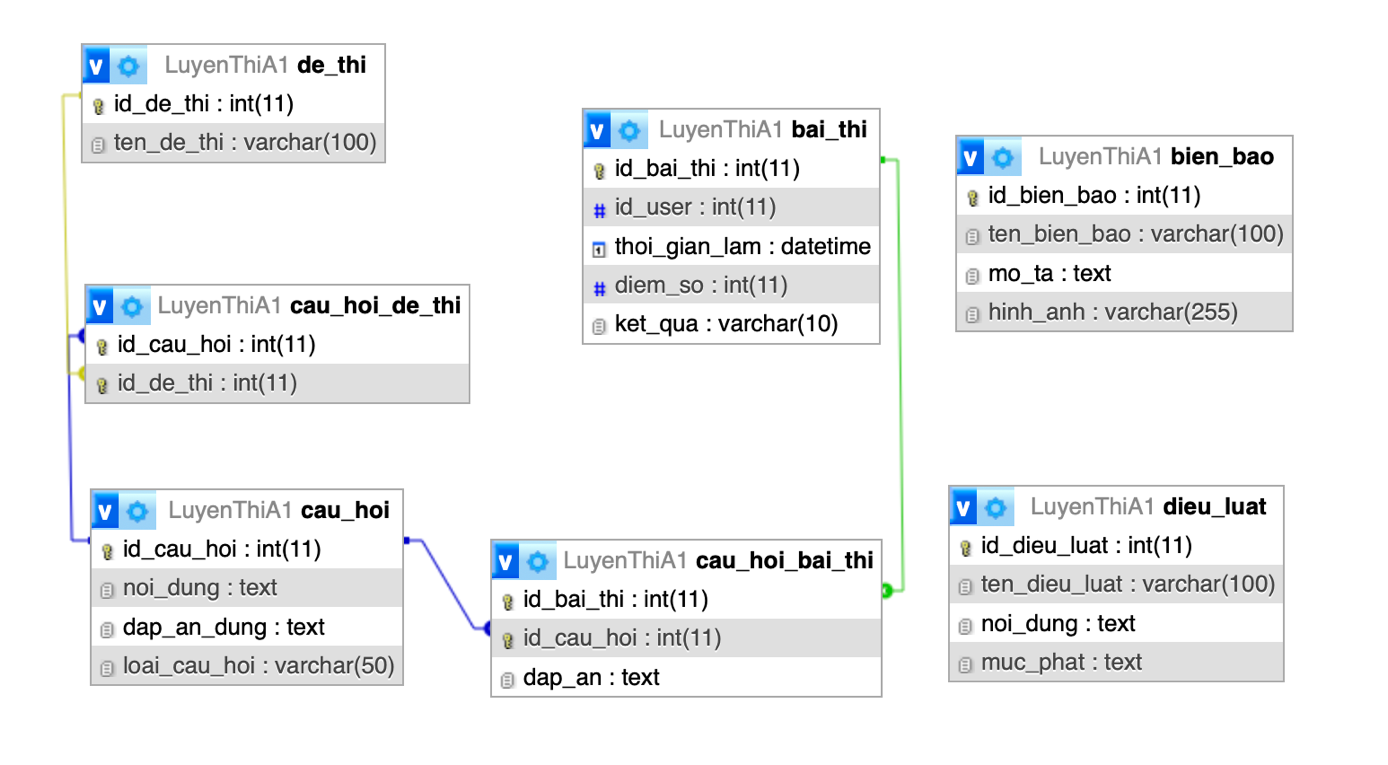 LuyenThiA1 de_thi
id_de_thi : int(11)
ten_de_thi : varchar(100)
LuyenThiA1 cau_hoi_de_thi
id_cau_hoi : int(11)
id_de_thi : int(11)
LuyenThiA1 cau_hoi
id_cau_hoi : int(11)
noi_dung : text
dap_an_dung : text
loai_cau_hoi : varchar(50)
LuyenThiA1 bai_thi
id_bai_thi : int(11)
id_user : int(11)
thoi_gian_lam : datetime
diem_so : int(11)
ket_qua : varchar(10)
LuyenThiA1 cau_hoi_bai_thi
id_bai_thi : int(11)
id_cau_hoi : int(11)
dap_an : text
LuyenThiA1 bien_bao
id_bien_bao : int(11)
ten_bien_bao : varchar(100)
mo_ta : text
hinh_anh : varchar(255)
LuyenThiA1 dieu_luat
id_dieu_luat : int(11)
ten_dieu_luat : varchar(100)
noi_dung : text
muc_phat : text